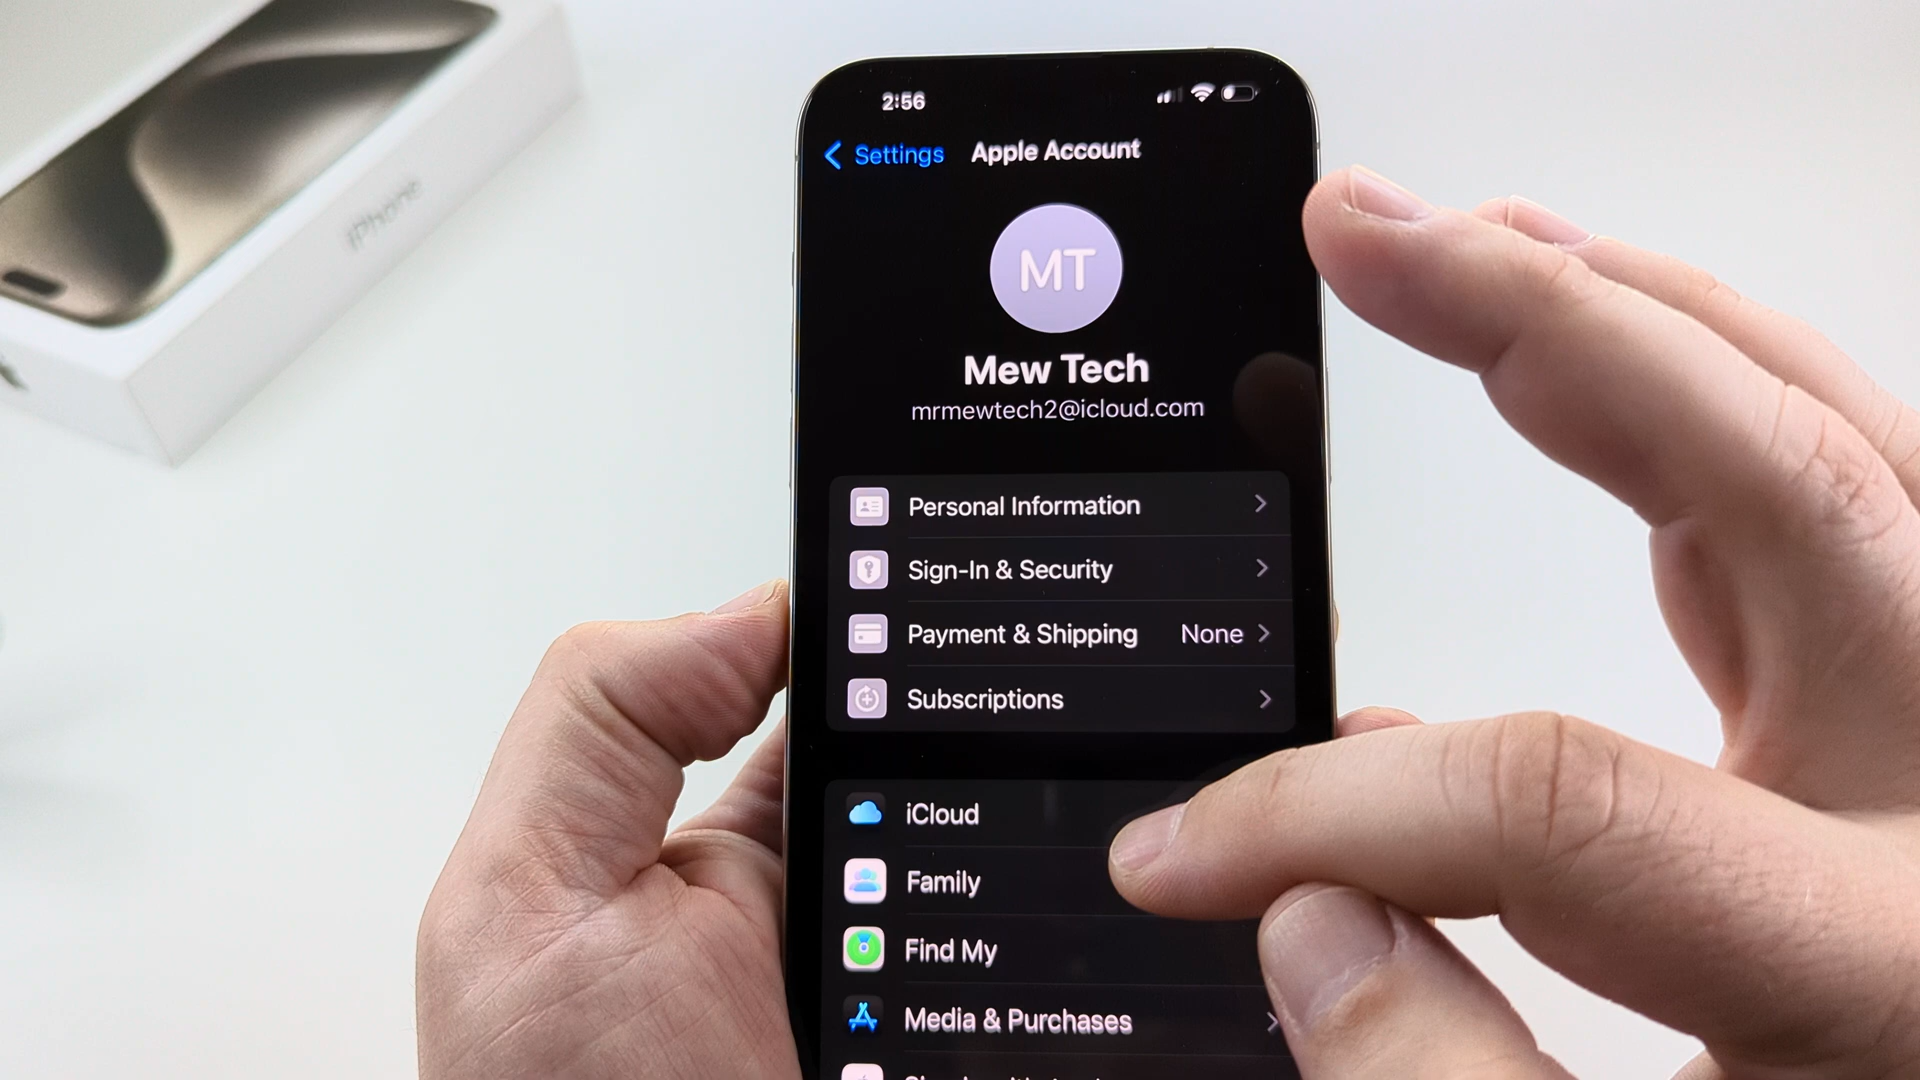 iPhone
2:56
Settings Apple Account
MT
Mew Tech
mrmewtech2@icloud.com
Personal Information
Sign-In & Security
Payment & Shipping None
Subscriptions
iCloud
Family
Find My
Media & Purchases